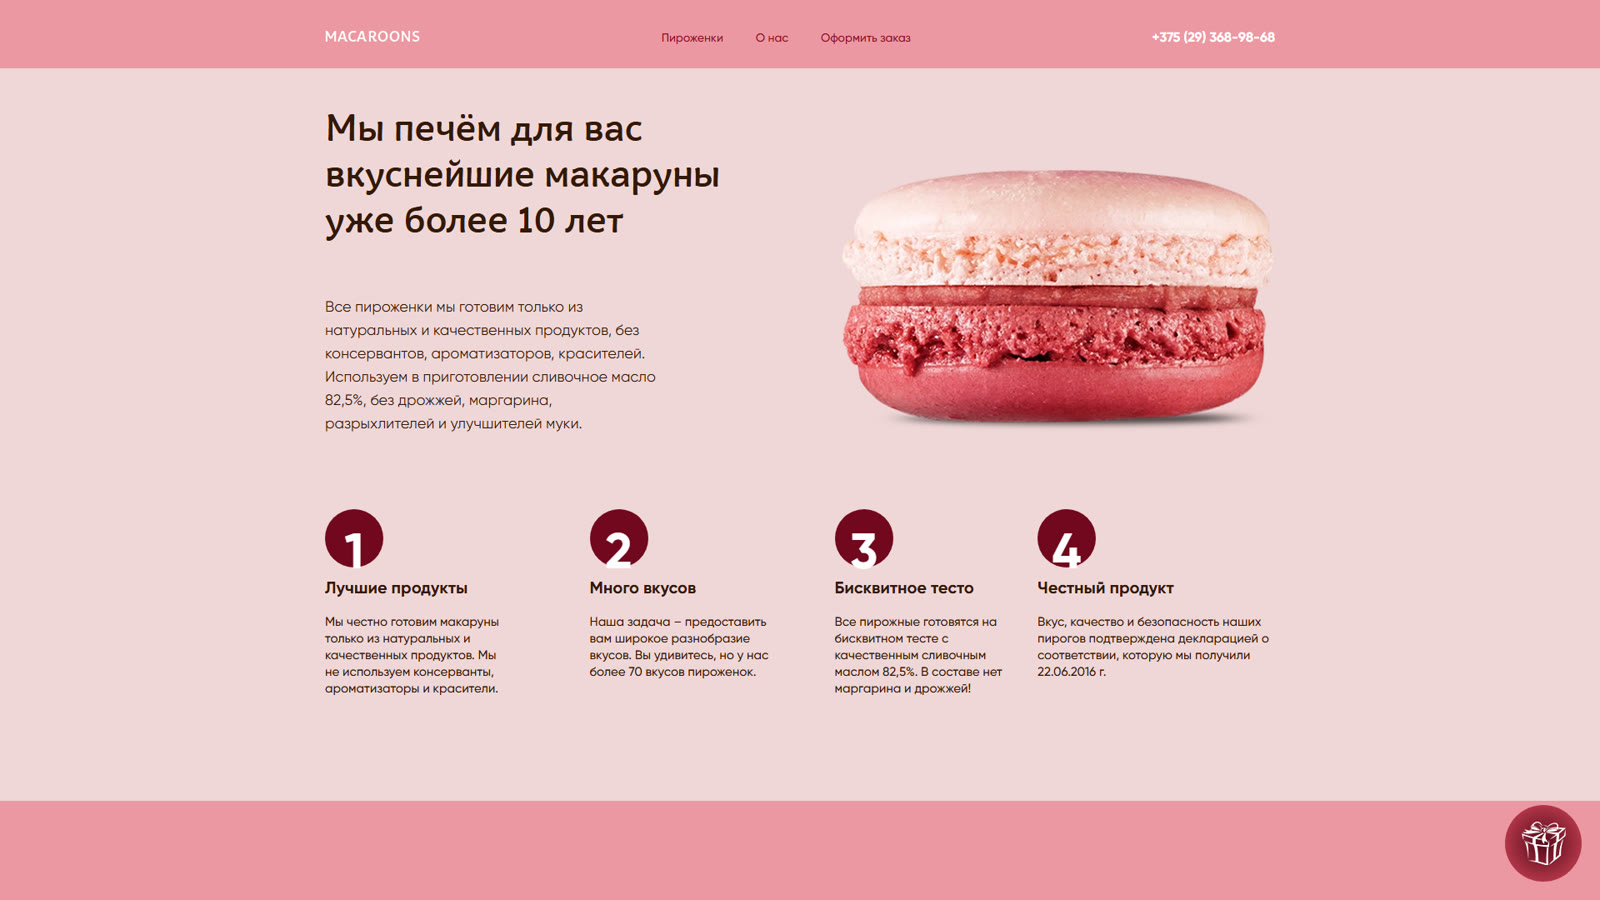 MACAROONS
Пироженки
О нас
Оформить заказ
+375 (29) 368-98-68
Мы печём для вас
вкуснейшие макаруны
уже более 10 лет
Все пироженки мы готовим только из
натуральных и качественных продуктов, без
консервантов, ароматизаторов, красителей.
Используем в приготовлении сливочное масло
82,5%, без дрожжей, маргарина,
разрыхлителей и улучшителей муки.
1
Лучшие продукты
Мы честно готовим макаруны
только из натуральных и
качественных продуктов. Мы
не используем консерванты,
ароматизаторы и красители.
2
Много вкусов
Наша задача – предоставить
вам широкое разнобразие
вкусов. Вы удивитесь, но у нас
более 70 вкусов пироженок.
3
Бисквитное тесто
Все пирожные готовятся на
бисквитном тесте с
качественным сливочным
маслом 82,5%. В составе нет
маргарина и дрожжей!
4
Честный продукт
Вкус, качество и безопасность наших
пирогов подтверждена декларацией о
соответствии, которую мы получили
22.06.2016 г.